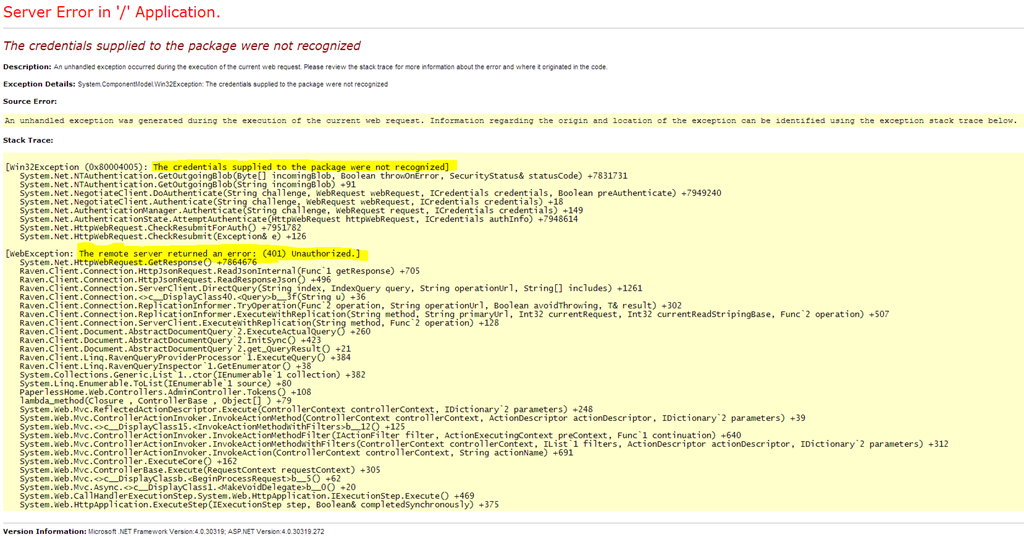 Server Error in '/' Application.
The credentials supplied to the package were not recognized
Description: An unhandled exception occurred during the execution of the current web request. Please review the stack trace for more information about the error and where it originated in the code.
Exception Details: System.ComponentModel.Win32Exception: The credentials supplied to the package were not recognized
Source Error:
An unhandled exception was generated during the execution of the current web request. Information regarding the origin and location of the exception can be identified using the exception stack trace below.
Stack Trace:
[Win32Exception (0x80004005): The credentials supplied to the package were not recognized]
System.Net.NTAuthentication.GetOutgoingBlob(Byte[] incomingBlob, Boolean throwOnError, SecurityStatus& statusCode) +7831731
System.Net.NTAuthentication.GetOutgoingBlob(String incomingBlob) +91
System.Net.NegotiateClient.DoAuthenticate(String challenge, WebRequest webRequest, ICredentials credentials, Boolean preAuthenticate) +7949240
System.Net.NegotiateClient.Authenticate(String challenge, WebRequest webRequest, ICredentials credentials) +18
System.Net.AuthenticationManager.Authenticate(String challenge, WebRequest request, ICredentials credentials) +149
System.Net.AuthenticationState.AttemptAuthenticate(HttpWebRequest httpWebRequest, ICredentials authInfo) +7948614
System.Net.HttpWebRequest.CheckResubmitForAuth() +7951782
System.Net.HttpWebRequest.CheckResubmit(Exception& e) +126
[WebException: The remote server returned an error: (401) Unauthorized.]
System.Net.HttpWebRequest.GetResponse() +7864676
Raven.Client.Connection.HttpJsonRequest.ReadJsonInternal(Func`1 getResponse) +705
Raven.Client.Connection.HttpJsonRequest.ReadResponseJson() +496
Raven.Client.Connection.ServerClient.DirectQuery(String index, IndexQuery query, String operationUrl, String[] includes) +1261
Raven.Client.Connection.<>c__DisplayClass40.<Query>b__3f(String u) +36
Raven.Client.Connection.ReplicationInformer.TryOperation(Func`2 operation, String operationUrl, Boolean avoidThrowing, T& result) +302
Raven.Client.Connection.ReplicationInformer.ExecuteWithReplication(String method, String primaryUrl, Int32 currentRequest, Int32 currentReadStripingBase, Func`2 operation) +507
Raven.Client.Connection.ServerClient.ExecuteWithReplication(String method, Func`2 operation) +128
Raven.Client.Document.AbstractDocumentQuery`2.ExecuteActualQuery() +260
Raven.Client.Document.AbstractDocumentQuery`2.InitSync() +423
Raven.Client.Document.AbstractDocumentQuery`2.get_QueryResult() +21
Raven.Client.Linq.RavenQueryProviderProcessor`1.ExecuteQuery() +384
Raven.Client.Linq.RavenQueryInspector`1.GetEnumerator() +38
System.Collections.Generic.List`1..ctor(IEnumerable`1 collection) +382
System.Linq.Enumerable.ToList(IEnumerable`1 source) +80
PaperlessHome.Web.Controllers.AdminController.Tokens() +108
lambda_method(Closure , ControllerBase , Object[] ) +79
System.Web.Mvc.ReflectedActionDescriptor.Execute(ControllerContext controllerContext, IDictionary`2 parameters) +248
System.Web.Mvc.ControllerActionInvoker.InvokeActionMethod(ControllerContext controllerContext, ActionDescriptor actionDescriptor, IDictionary`2 parameters) +39
System.Web.Mvc.<>c__DisplayClass15.<InvokeActionMethodWithFilters>b__12() +125
System.Web.Mvc.ControllerActionInvoker.InvokeActionMethodFilter(IActionFilter filter, ActionExecutingContext preContext, Func`1 continuation) +640
System.Web.Mvc.ControllerActionInvoker.InvokeActionMethodWithFilters(ControllerContext controllerContext, IList`1 filters, ActionDescriptor actionDescriptor, IDictionary`2 parameters) +312
System.Web.Mvc.ControllerActionInvoker.InvokeAction(ControllerContext controllerContext, String actionName) +691
System.Web.Mvc.Controller.ExecuteCore() +162
System.Web.Mvc.ControllerBase.Execute(RequestContext requestContext) +305
System.Web.Mvc.<>c__DisplayClassb.<BeginProcessRequest>b__5() +62
System.Web.Mvc.Async.<>c__DisplayClass1.<MakeVoidDelegate>b__0() +20
System.Web.CallHandlerExecutionStep.System.Web.HttpApplication.IExecutionStep.Execute() +469
System.Web.HttpApplication.ExecuteStep(IExecutionStep step, Boolean& completedSynchronously) +375
Version Information: Microsoft .NET Framework Version:4.0.30319; ASP.NET Version:4.0.30319.272